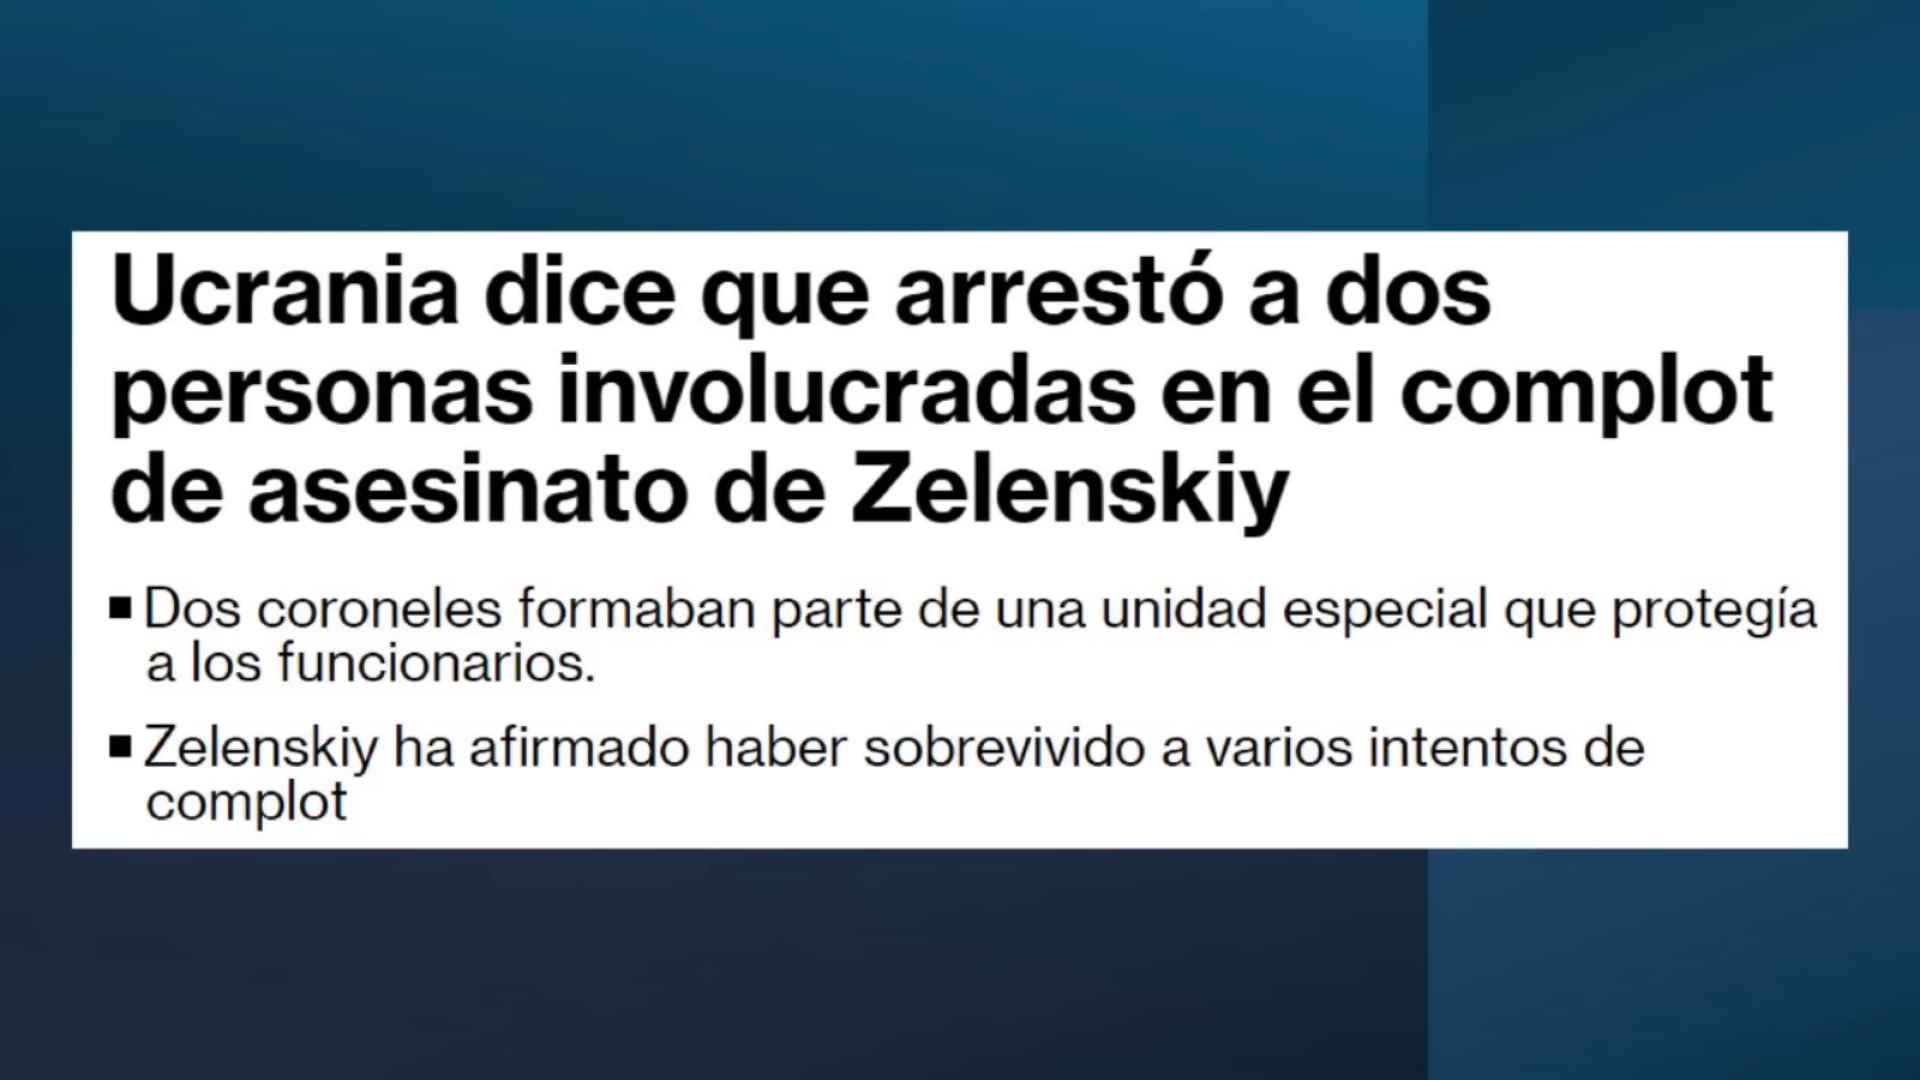 Ucrania dice que arrestó a dos
personas involucradas en el complot
de asesinato de Zelenskiy
▪ Dos coroneles formaban parte de una unidad especial que protegía
a los funcionarios.
▪ Zelenskiy ha afirmado haber sobrevivido a varios intentos de
complot